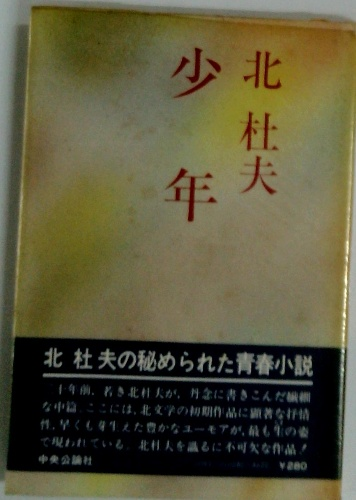 北 杜夫
少年
北 杜夫の秘められた青春小説
二十年前、若き北杜夫が、丹念に書きこんだ繊細
な中篇。ここには、北文学の初期作品に顕著な抒情
性、早くも芽生えた豊かなユーモアが、最も生の姿
で現われている。北杜夫を識るに不可欠な作品!
中央公論社
￥280